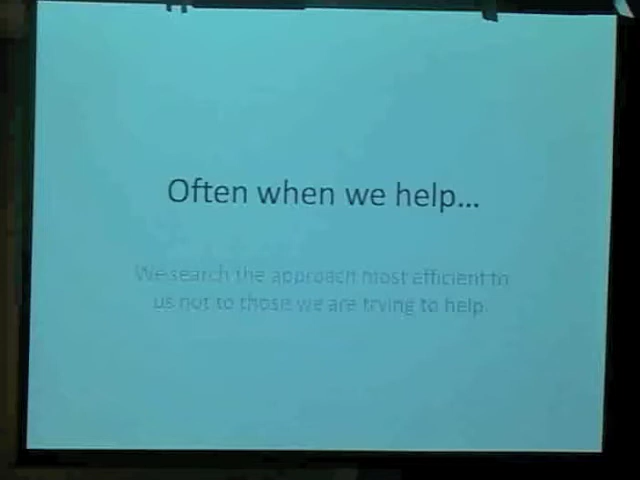 Often when we help...
We search the approach most efficient to
us not to those we are trying to help.